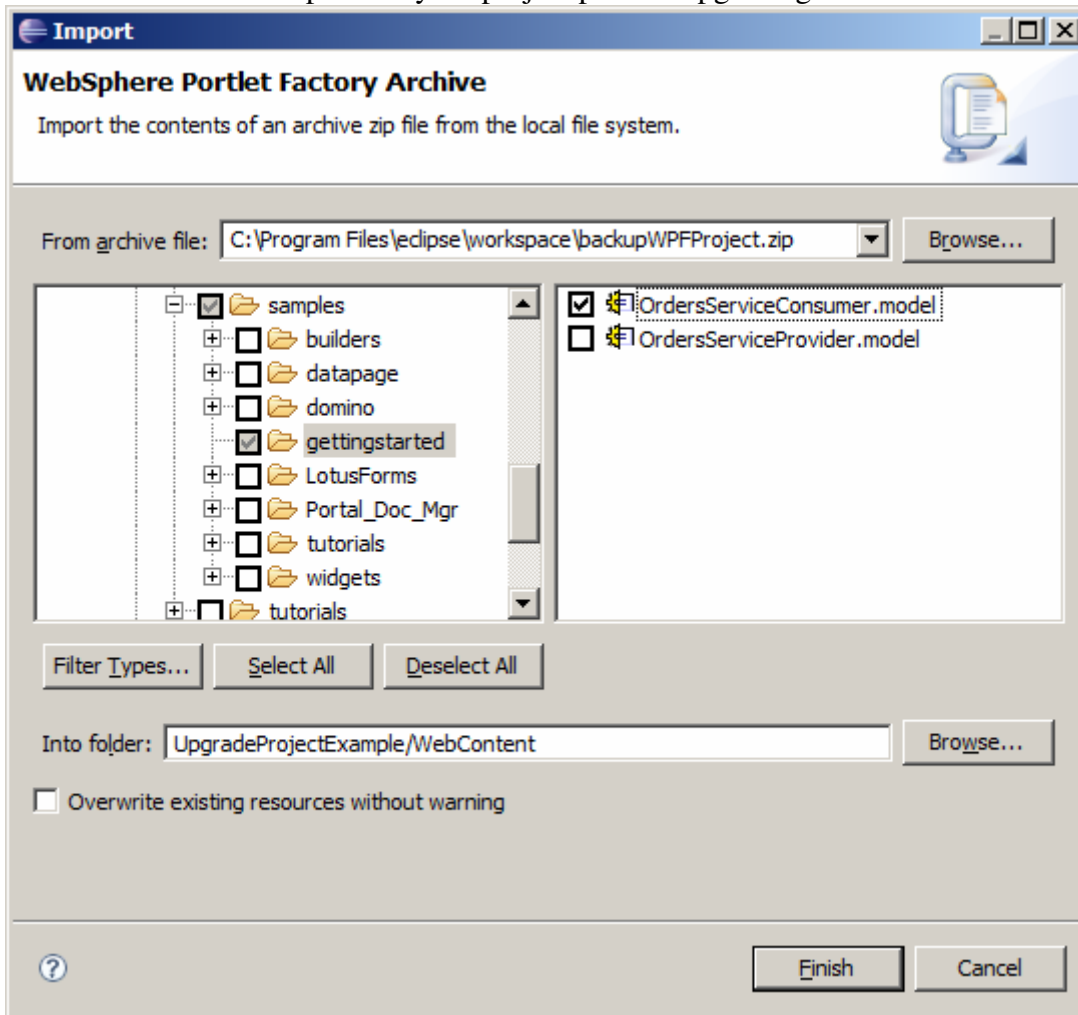 Import
WebSphere Portlet Factory Archive
Import the contents of an archive zip file from the local file system.
From archive file: C:\Program Files\eclipse\workspace\backupWPFProject.zip Browse...
samples
builders
datapage
domino
gettingstarted
LotusForms
Portal_Doc_Mgr
tutorials
widgets
tutorials
OrdersServiceConsumer.model
OrdersServiceProvider.model
Filter Types... Select All Deselect All
Into folder: UpgradeProjectExample/WebContent Browse...
Overwrite existing resources without warning
? Finish Cancel